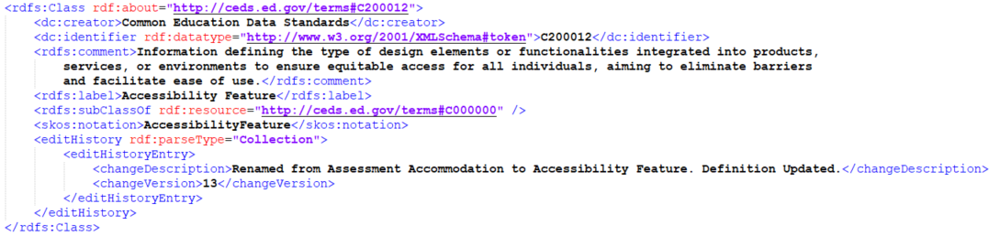 <rdfs:Class rdf:about="http://ceds.ed.gov/terms#C200012">
<dc:creator>Common Education Data Standards</dc:creator>
<dc:identifier rdf:datatype="http://www.w3.org/2001/XMLSchema#token">C200012</dc:identifier>
<rdfs:comment>Information defining the type of design elements or functionalities integrated into products,
services, or environments to ensure equitable access for all individuals, aiming to eliminate barriers
and facilitate ease of use.</rdfs:comment>
<rdfs:label>Accessibility Feature</rdfs:label>
<rdfs:subClassOf rdf:resource="http://ceds.ed.gov/terms#C000000" />
<skos:notation>AccessibilityFeature</skos:notation>
<editHistory rdf:parseType="Collection">
<editHistoryEntry>
<changeDescription>Renamed from Assessment Accommodation to Accessibility Feature. Definition Updated.</changeDescription>
<changeVersion>13</changeVersion>
</editHistoryEntry>
</editHistory>
</rdfs:Class>